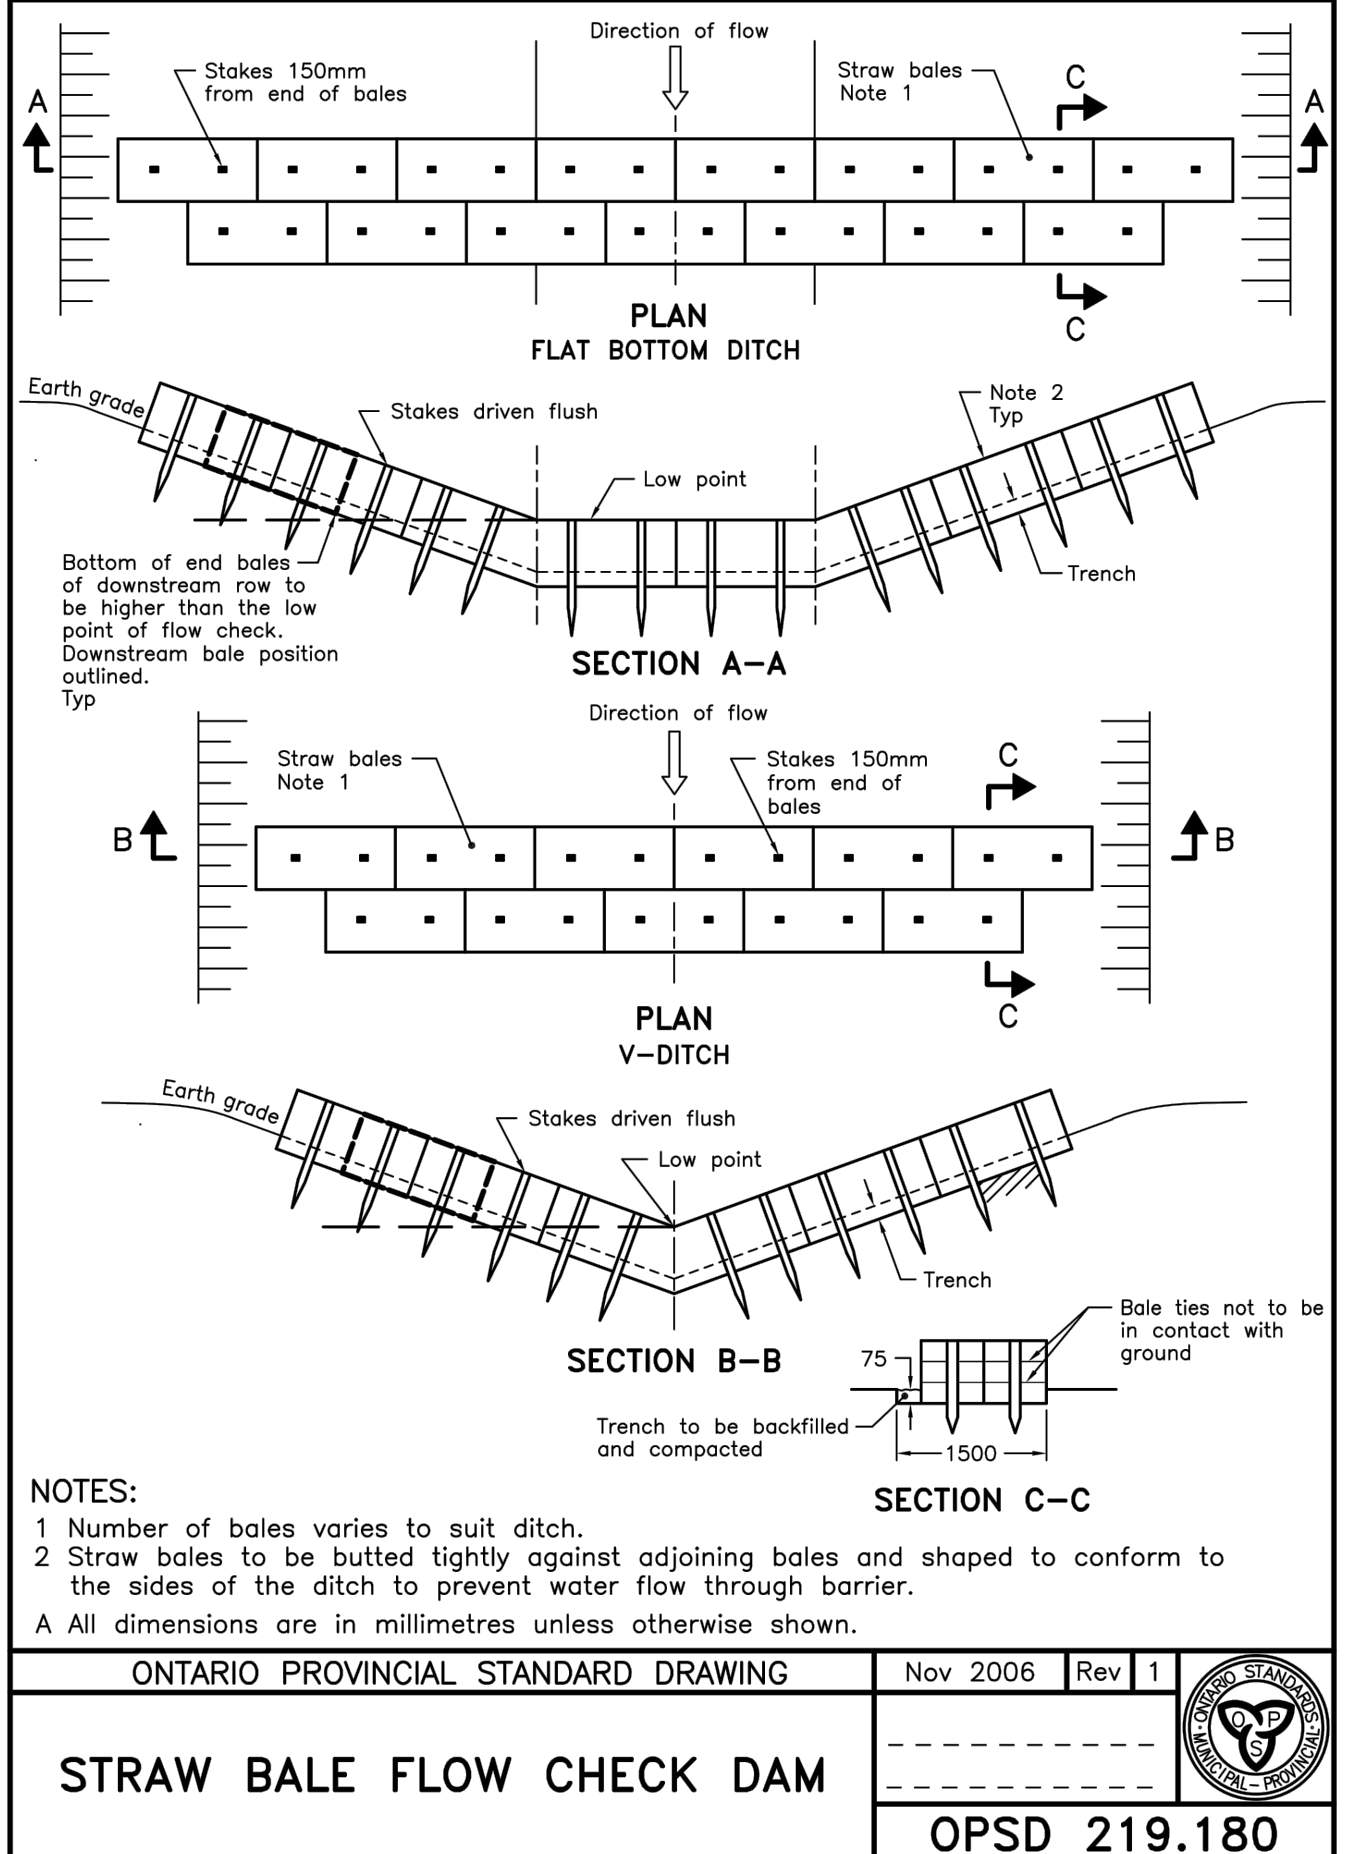 Direction of flow
Stakes 150mm
from end of bales
Straw bales
Note 1
C
A
A
C
PLAN
FLAT BOTTOM DITCH
Earth grade
Stakes driven flush
Note 2
Typ
Low point
Trench
Bottom of end bales
of downstream row to
be higher than the low
point of flow check.
Downstream bale position
outlined.
Typ
SECTION A-A
Direction of flow
Straw bales
Note 1
Stakes 150mm
from end of
bales
C
B
B
C
PLAN
V-DITCH
Earth grade
Stakes driven flush
Low point
Trench
SECTION B-B
Bale ties not to be
in contact with
ground
75
Trench to be backfilled
and compacted
1500
SECTION C-C
NOTES:
1 Number of bales varies to suit ditch.
2 Straw bales to be butted tightly against adjoining bales and shaped to conform to
the sides of the ditch to prevent water flow through barrier.
A All dimensions are in millimetres unless otherwise shown.
ONTARIO PROVINCIAL STANDARD DRAWING
Nov 2006
Rev
1
STRAW BALE FLOW CHECK DAM
ONTARIO STANDARDS
MUNICIPAL-PROVINCIAL
O P
S
OPSD 219.180